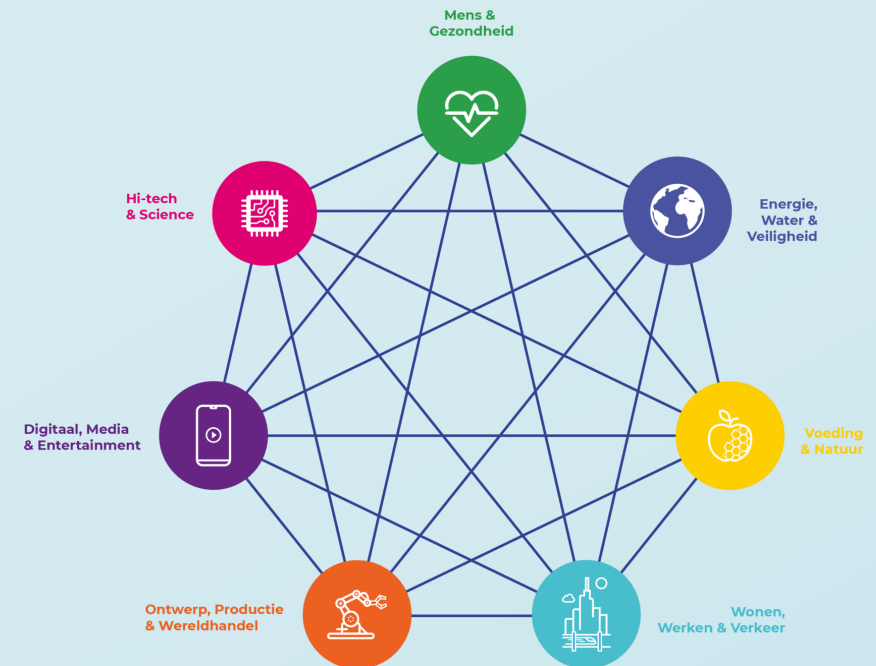 Mens &
Gezondheid
Hi-tech
& Science
Energie,
Water &
Veiligheid
Digitaal, Media
& Entertainment
Voeding
& Natuur
Ontwerp, Productie
& Wereldhandel
Wonen,
Werken & Verkeer